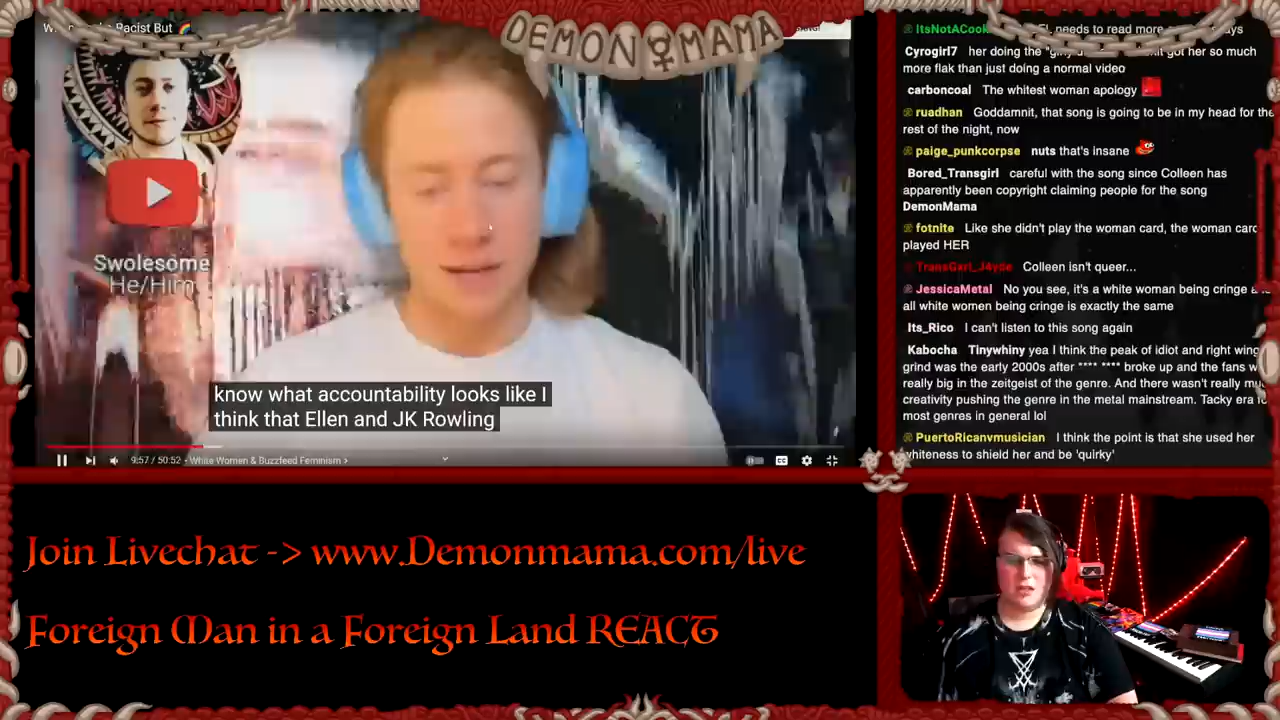 Racist But
DEMON MAMA
Swolesome
He/Him
know what accountability looks like I
think that Ellen and JK Rowling
9:57 / 50:52 • White Women & Buzzfeed Feminism >
ItsNotACook needs to read more
Cyrogirl7 her doing the got her so much
more flak than just doing a normal video
carboncoal The whitest woman apology
ruadhan Goddamnit, that song is going to be in my head for the
rest of the night, now
paige_punkcorpse nuts that's insane
Bored_Transgirl careful with the song since Colleen has
apparently been copyright claiming people for the song
DemonMama
fotnite Like she didn't play the woman card, the woman card
played HER
TransGarl_J4yde Colleen isn't queer...
JessicaMetal No you see, it's a white woman being cringe
all white women being cringe is exactly the same
Its_Rico I can't listen to this song again
Kabocha Tinywhiny yea I think the peak of idiot and right wing
grind was the early 2000s after **** **** broke up and the fans
really big in the zeitgeist of the genre. And there wasn't really
creativity pushing the genre in the metal mainstream. Tacky era
most genres in general lol
PuertoRicanvmusician I think the point is that she used her
whiteness to shield her and be 'quirky'
Join Livechat -> www.Demonmama.com/live
Foreign Man in a Foreign Land REACT